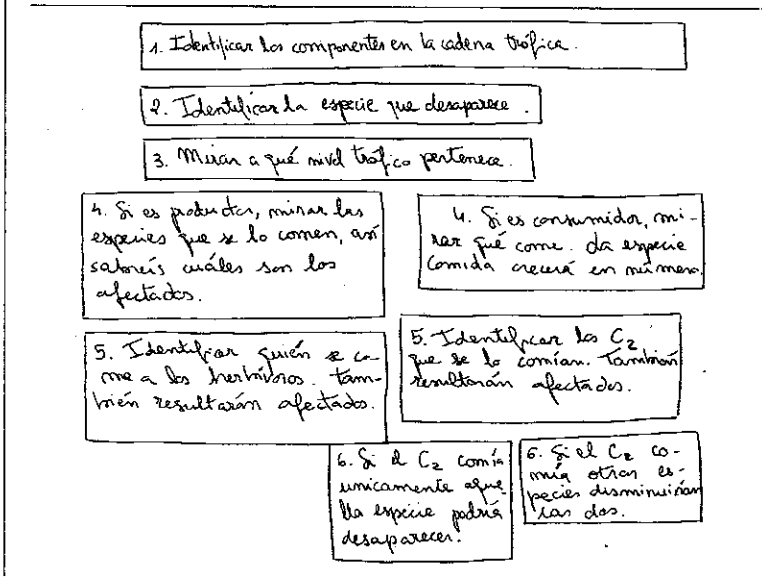 1. Identificar los componentes en la cadena trófica.
2. Identificar la especie que desaparece.
3. Mirar a qué nivel trófico pertenece.
4. Si es productor, mirar las
especies que se lo comen, así
sabréis cuáles son los
afectados.
4. Si es consumidor, mi-
rar qué come. La especie
comida crecerá en número.
5. Identificar quién se co-
me a los herbívoros. Tam-
bién resultarán afectados.
5. Identificar los C2
que se lo comían. También
resultarán afectados.
6. Si el C2 comía
unicamente aque-
lla especie podría
desaparecer.
6. Si el C2 co-
mía otras es-
pecies disminuirían
las dos.